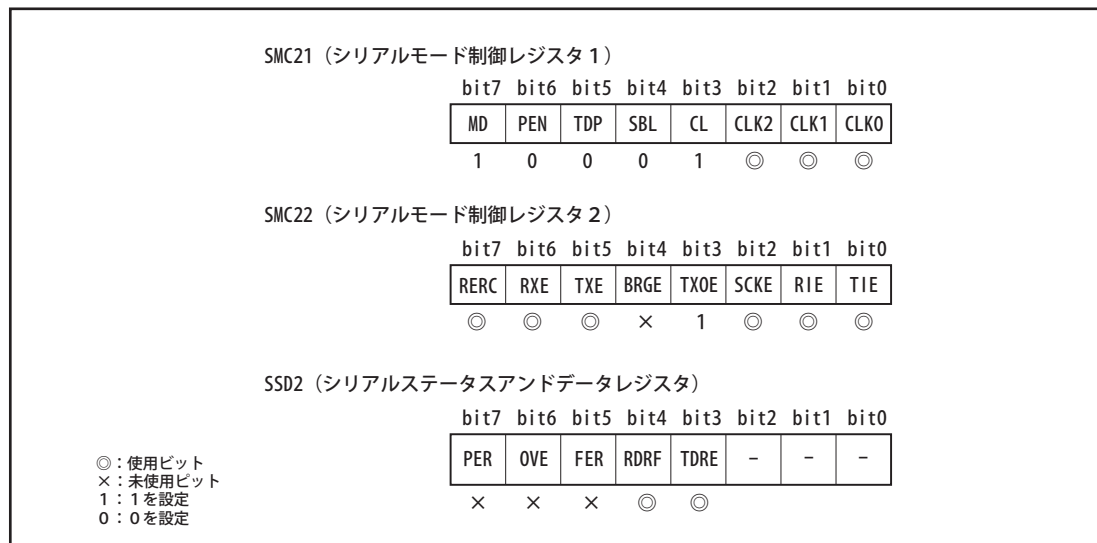 SMC21（シリアルモード制御レジスタ１）
bit7 bit6 bit5 bit4 bit3 bit2 bit1 bit0
MD PEN TDP SBL CL CLK2 CLK1 CLK0
1 0 0 0 1 ◎ ◎ ◎
SMC22（シリアルモード制御レジスタ２）
bit7 bit6 bit5 bit4 bit3 bit2 bit1 bit0
RERC RXE TXE BRGE TXOE SCKE RIE TIE
◎ ◎ ◎ × 1 ◎ ◎ ◎
SSD2（シリアルステータスアンドデータレジスタ）
bit7 bit6 bit5 bit4 bit3 bit2 bit1 bit0
PER OVE FER RDRF TDRE − − −
× × × ◎ ◎
◎：使用ビット
×：未使用ビット
１：１を設定
０：０を設定